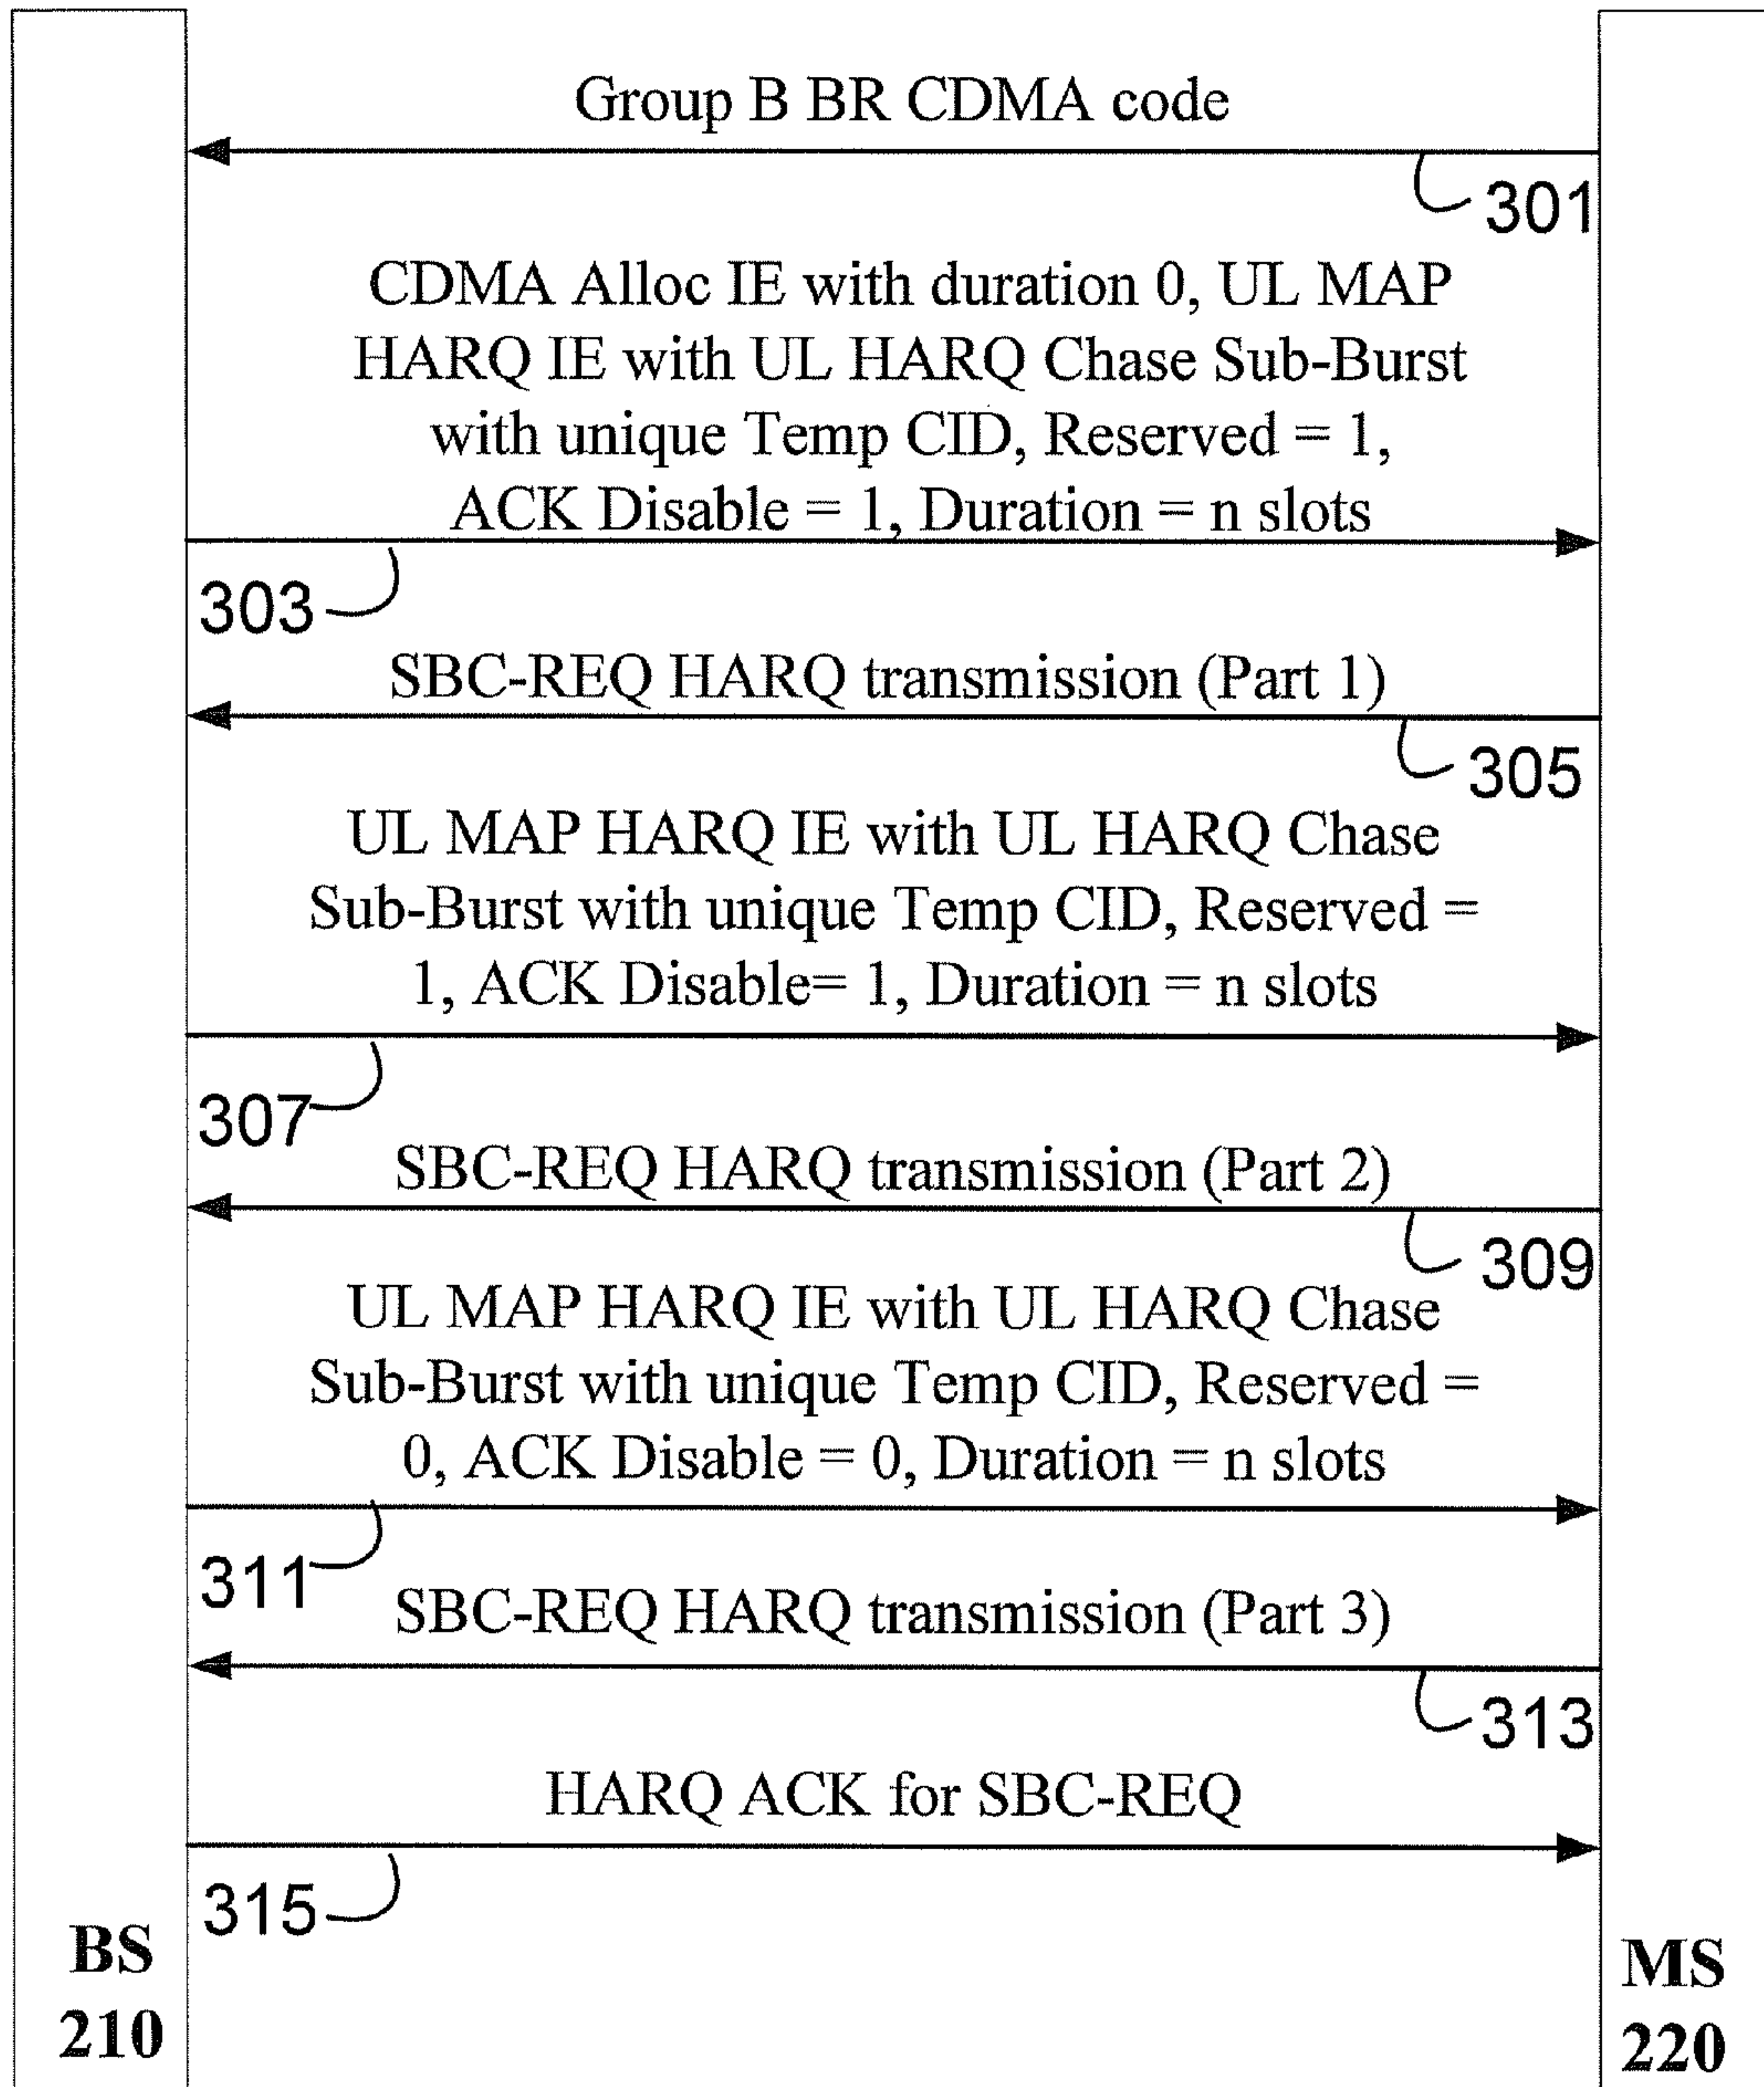 Group B BR CDMA code
301
CDMA Alloc IE with duration 0, UL MAP
HARQ IE with UL HARQ Chase Sub-Burst
with unique Temp CID, Reserved = 1,
ACK Disable = 1, Duration = n slots
303
SBC-REQ HARQ transmission (Part 1)
305
UL MAP HARQ IE with UL HARQ Chase
Sub-Burst with unique Temp CID, Reserved =
1, ACK Disable= 1, Duration = n slots
307
SBC-REQ HARQ transmission (Part 2)
309
UL MAP HARQ IE with UL HARQ Chase
Sub-Burst with unique Temp CID, Reserved =
0, ACK Disable = 0, Duration = n slots
311
SBC-REQ HARQ transmission (Part 3)
313
HARQ ACK for SBC-REQ
315
BS
210
MS
220